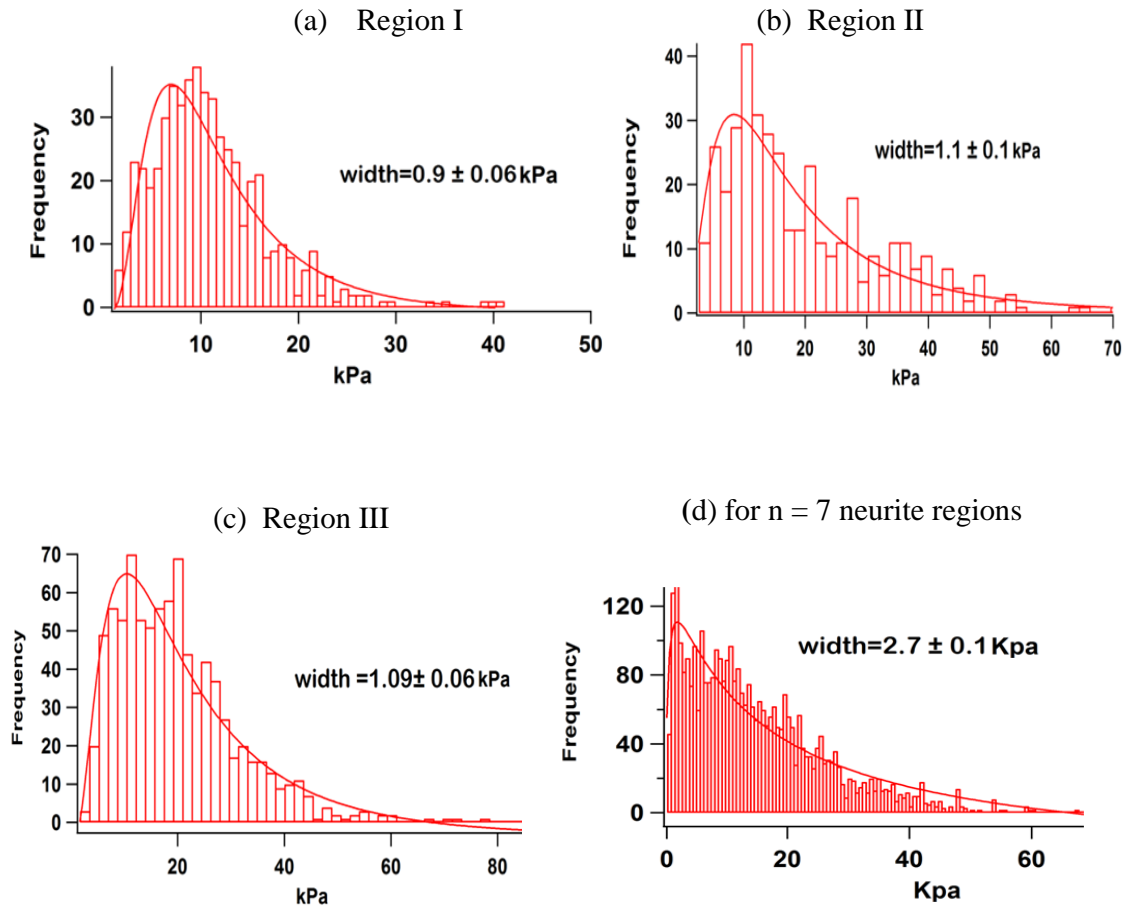 (a) Region I
Frequency
30
20
10
0
width=0.9 ± 0.06 kPa
10 20 30 40 50
kPa
(b) Region II
Frequency
40
30
20
10
0
width=1.1 ± 0.1 kPa
10 20 30 40 50 60 70
kPa
(c) Region III
Frequency
70
60
50
40
30
20
10
0
width =1.09± 0.06 kPa
20 40 60 80
kPa
(d) for n = 7 neurite regions
Frequency
120
80
40
0
width=2.7 ± 0.1 Kpa
0 20 40 60
Kpa